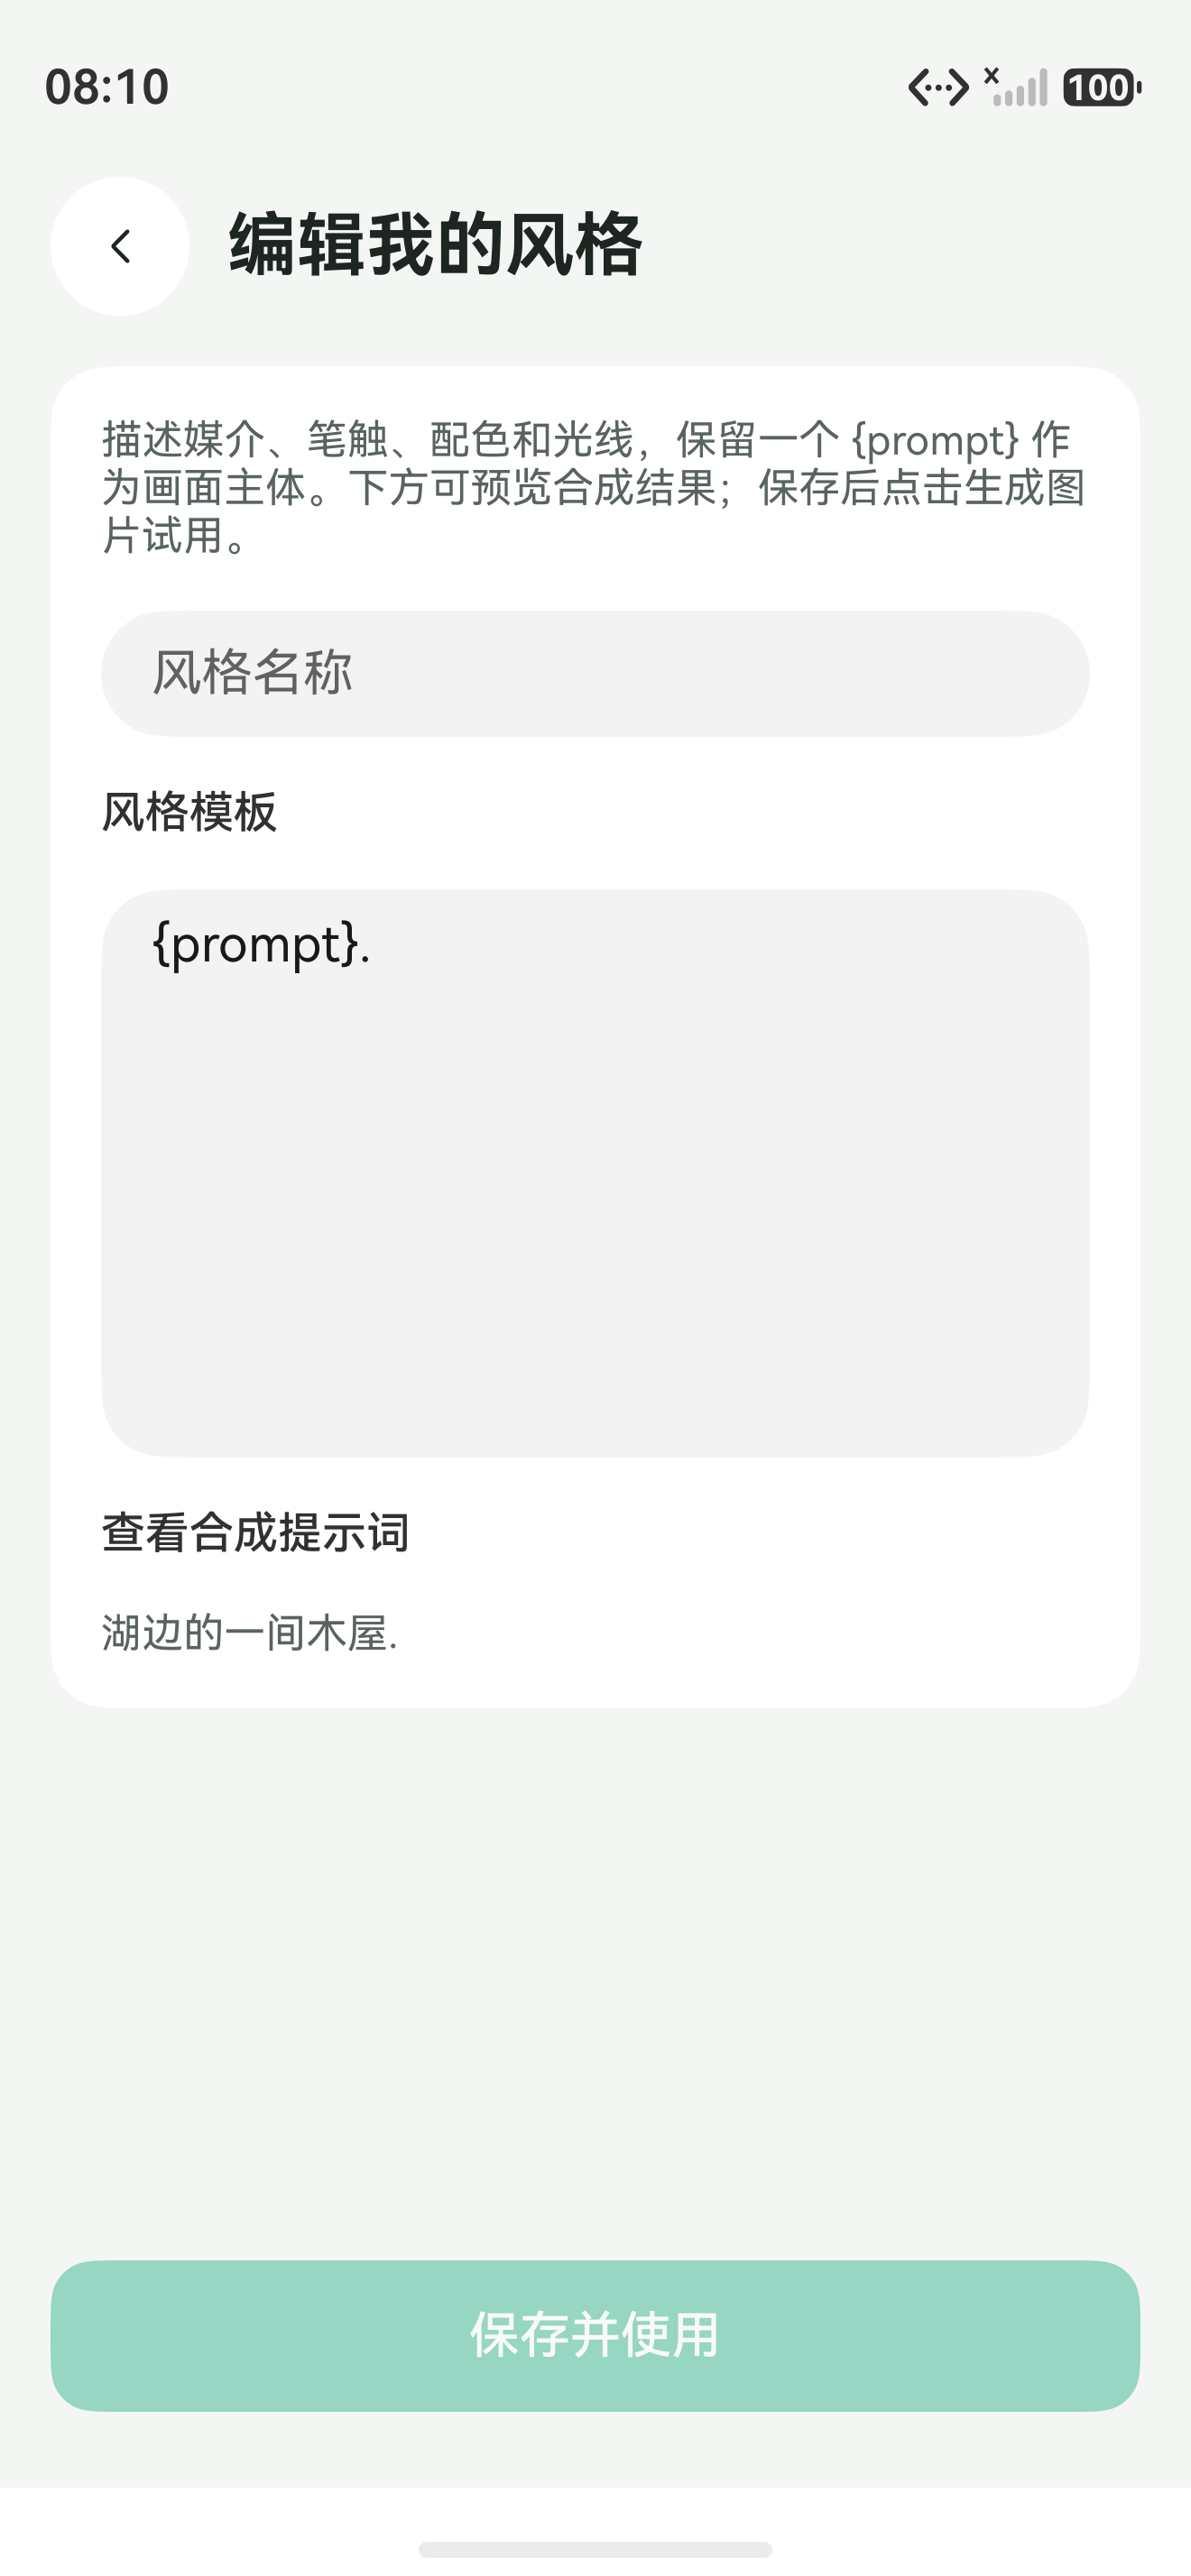 08:10
100
编辑我的风格
描述媒介、笔触、配色和光线，保留一个 {prompt} 作
为画面主体。下方可预览合成结果；保存后点击生成图
片试用。
风格名称
风格模板
{prompt}.
查看合成提示词
湖边的一间木屋.
保存并使用